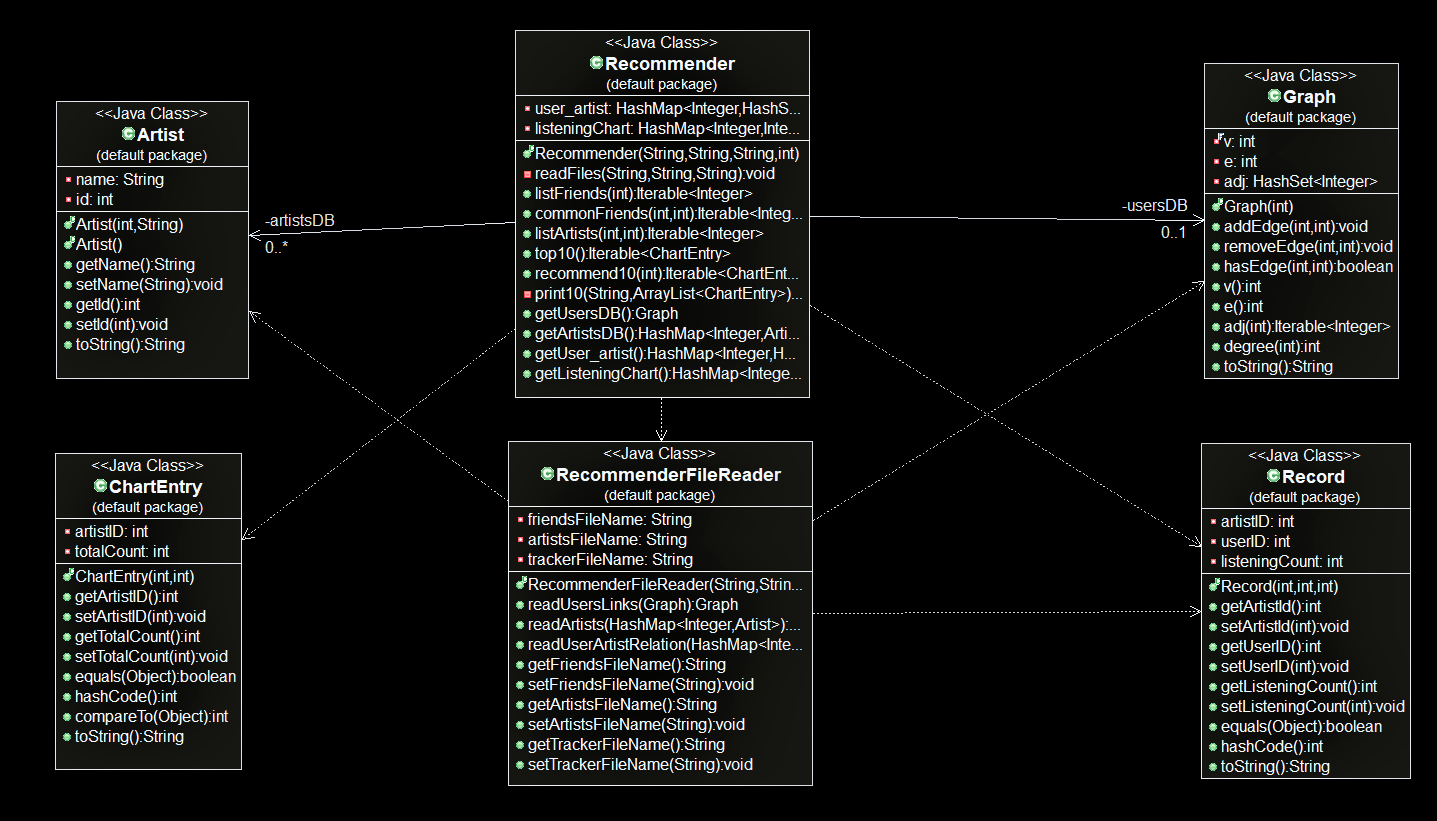 <<Java Class>>
Recommender
(default package)
user_artist: HashMap<Integer,HashS...
listeningChart: HashMap<Integer,Inte...
Recommender(String,String,String,int)
readFiles(String,String,String):void
listFriends(int):Iterable<Integer>
commonFriends(int,int):Iterable<Integ...
listArtists(int,int):Iterable<Integer>
top10():Iterable<ChartEntry>
recommend10(int):Iterable<ChartEnt...
print10(String,ArrayList<ChartEntry>)...
getUsersDB():Graph
getArtistsDB():HashMap<Integer,Arti...
getUser_artist():HashMap<Integer,H...
getListeningChart():HashMap<Intege...
<<Java Class>>
Artist
(default package)
name: String
id: int
Artist(int,String)
Artist()
getName():String
setName(String):void
getId():int
setId(int):void
toString():String
-artistsDB
0..*
-usersDB
0..1
<<Java Class>>
Graph
(default package)
v: int
e: int
adj: HashSet<Integer>
Graph(int)
addEdge(int,int):void
removeEdge(int,int):void
hasEdge(int,int):boolean
v():int
e():int
adj(int):Iterable<Integer>
degree(int):int
toString():String
<<Java Class>>
ChartEntry
(default package)
artistID: int
totalCount: int
ChartEntry(int,int)
getArtistID():int
setArtistID(int):void
getTotalCount():int
setTotalCount(int):void
equals(Object):boolean
hashCode():int
compareTo(Object):int
toString():String
<<Java Class>>
RecommenderFileReader
(default package)
friendsFileName: String
artistsFileName: String
trackerFileName: String
RecommenderFileReader(String,Strin...
readUsersLinks(Graph):Graph
readArtists(HashMap<Integer,Artist>):...
readUserArtistRelation(HashMap<Inte...
getFriendsFileName():String
setFriendsFileName(String):void
getArtistsFileName():String
setArtistsFileName(String):void
getTrackerFileName():String
setTrackerFileName(String):void
<<Java Class>>
Record
(default package)
artistID: int
userID: int
listeningCount: int
Record(int,int,int)
getArtistId():int
setArtistId(int):void
getUserID():int
setUserID(int):void
getListeningCount():int
setListeningCount(int):void
equals(Object):boolean
hashCode():int
toString():String